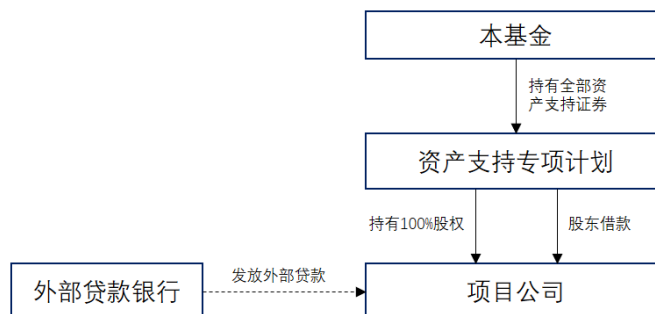 本基金
持有全部资
产支持证券
资产支持专项计划
持有100%股权
股东借款
外部贷款银行
发放外部贷款
项目公司